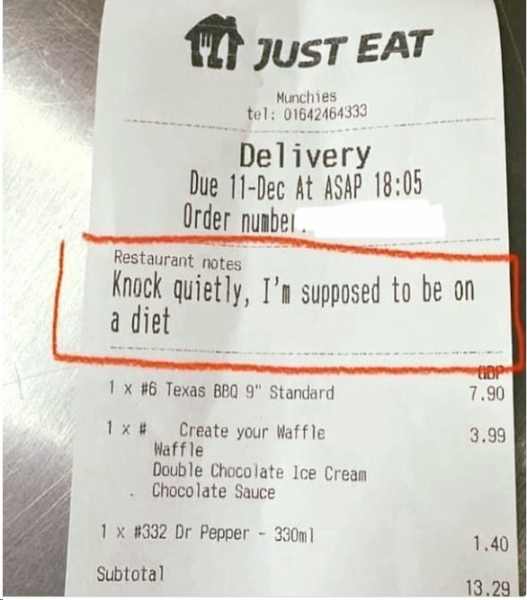 JUST EAT
Munchies
tel: 01642464333
Delivery
Due 11-Dec At ASAP 18:05
Order number.
Restaurant notes
Knock quietly, I'm supposed to be on
a diet
GBP
1 x #6 Texas BBQ 9" Standard 7.90
1 x # Create your Waffle 3.99
Waffle
Double Chocolate Ice Cream
. Chocolate Sauce
1 x #332 Dr Pepper - 330ml 1.40
Subtotal 13.29